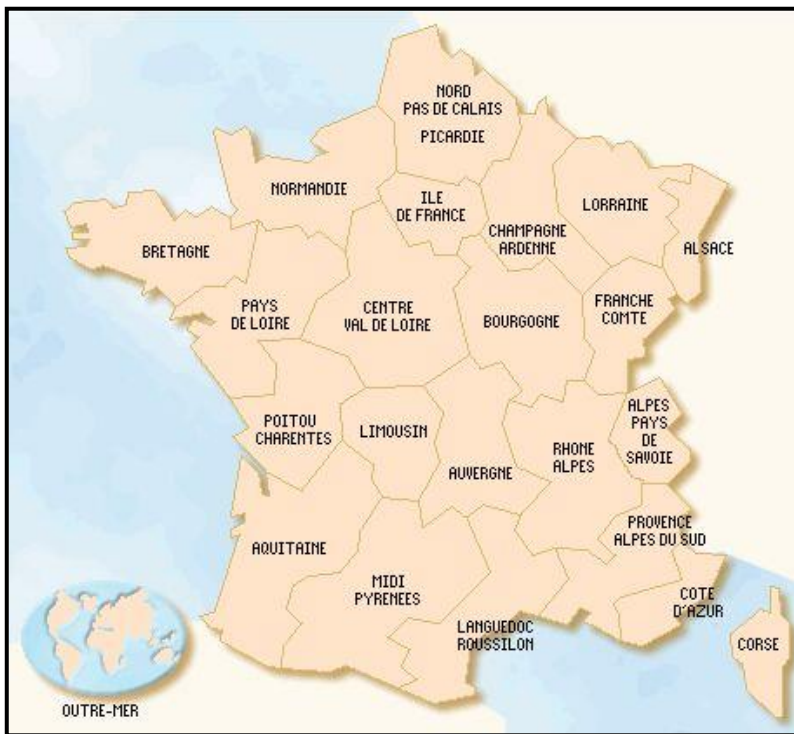 NORD
PAS DE CALAIS
PICARDIE
NORMANDIE
ILE
DE FRANCE
CHAMPAGNE
ARDENNE
LORRAINE
ALSACE
BRETAGNE
PAYS
DE LOIRE
CENTRE
VAL DE LOIRE
BOURGOGNE
FRANCHE
COMTE
POITOU
CHARENTES
LIMOUSIN
AUVERGNE
RHONE
ALPES
ALPES
PAYS
DE
SAVOIE
AQUITAINE
MIDI
PYRENEES
LANGUEDOC
ROUSSILON
PROVENCE
ALPES DU SUD
COTE
D'AZUR
CORSE
OUTRE-MER